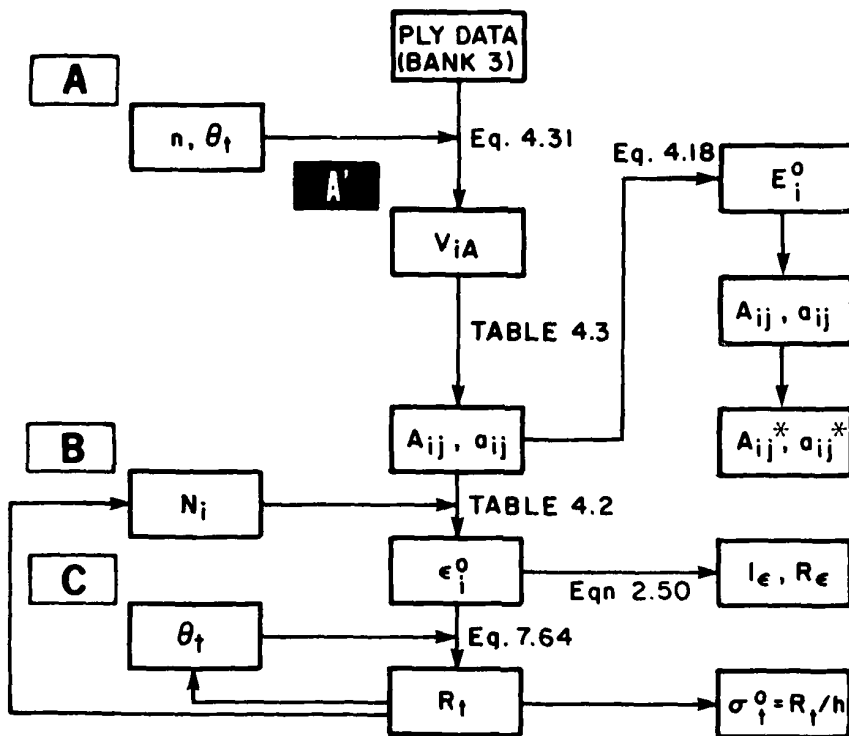 PLY DATA
(BANK 3)
A
n, θt
Eq. 4.31
Eq. 4.18
E°i
A'
ViA
Aij, aij
TABLE 4.3
B
Aij, aij
Aij*, aij*
Ni
TABLE 4.2
C
ϵ°i
Eqn 2.50
Iϵ, Rϵ
θt
Eq. 7.64
Rt
σ°t = Rt/h